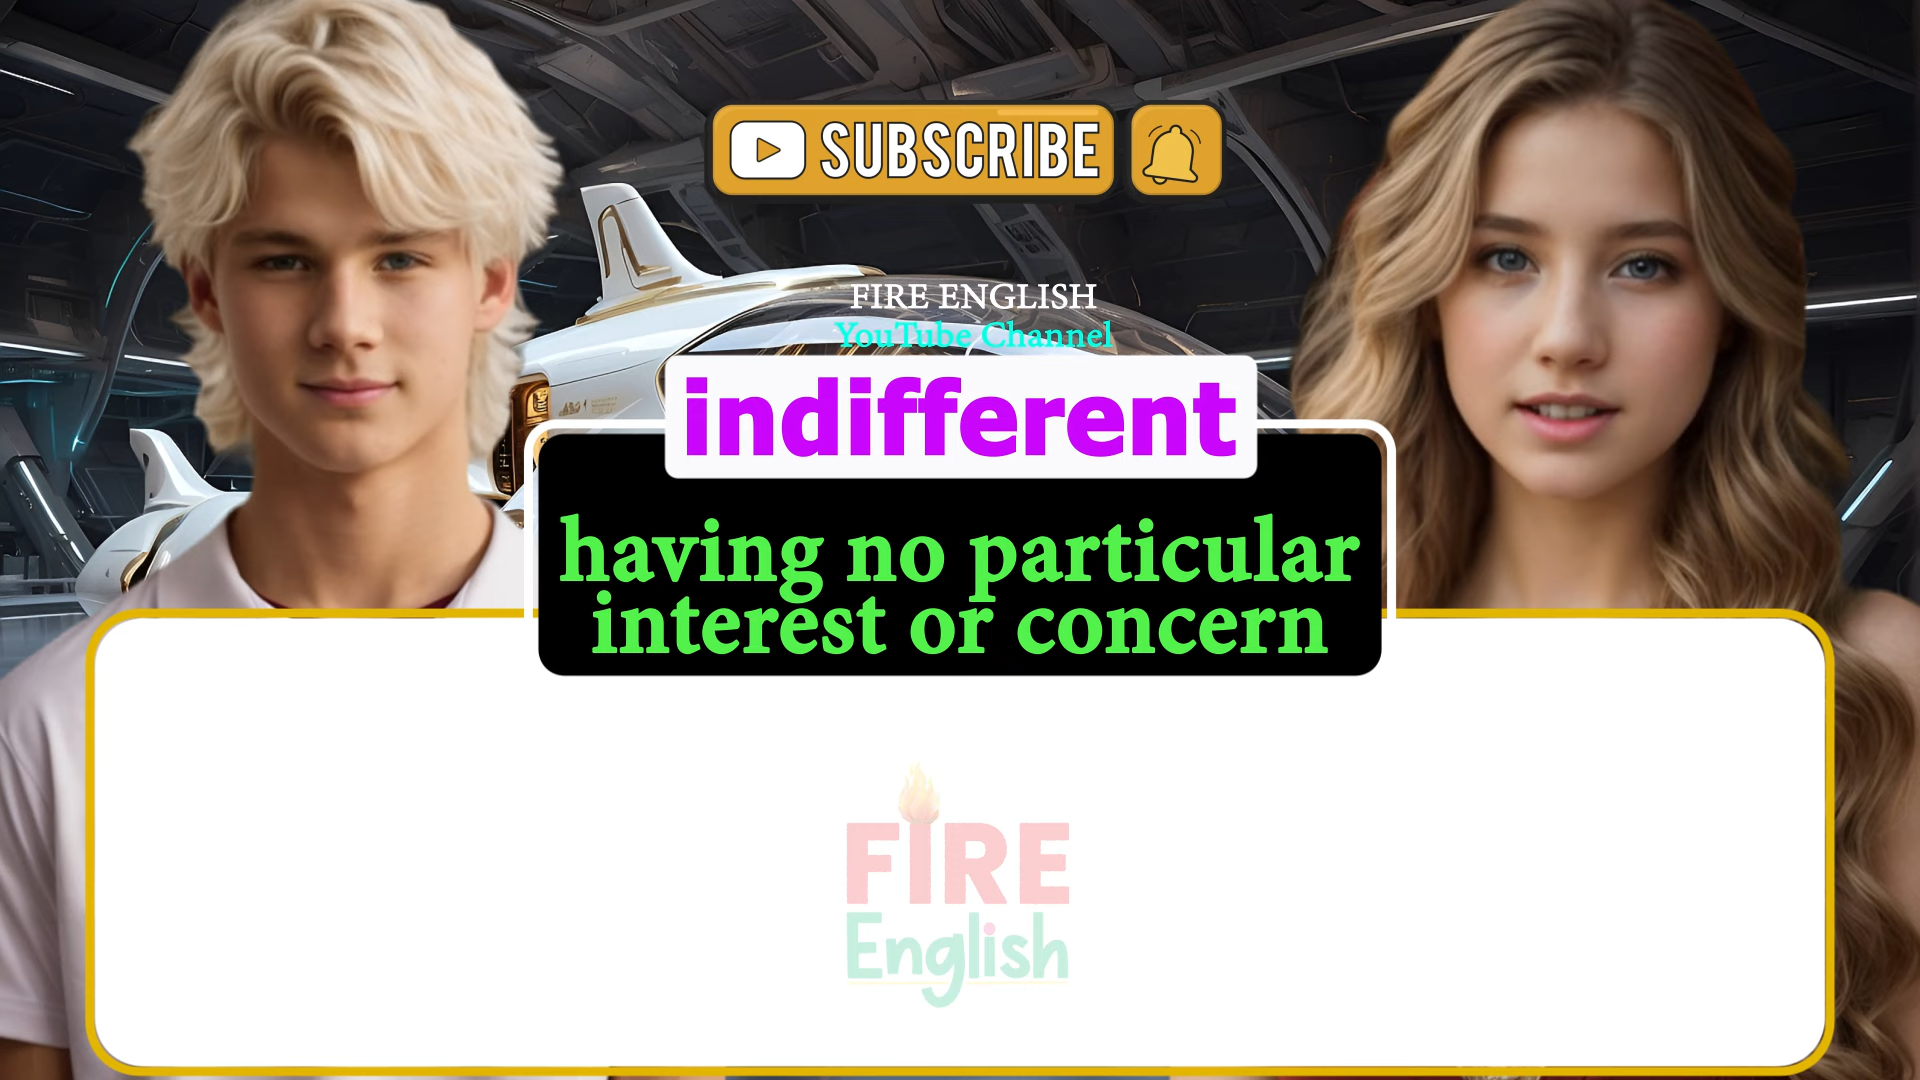 SUBSCRIBE
FIRE ENGLISH
YouTube Channel
indifferent
having no particular
interest or concern
FIRE
English